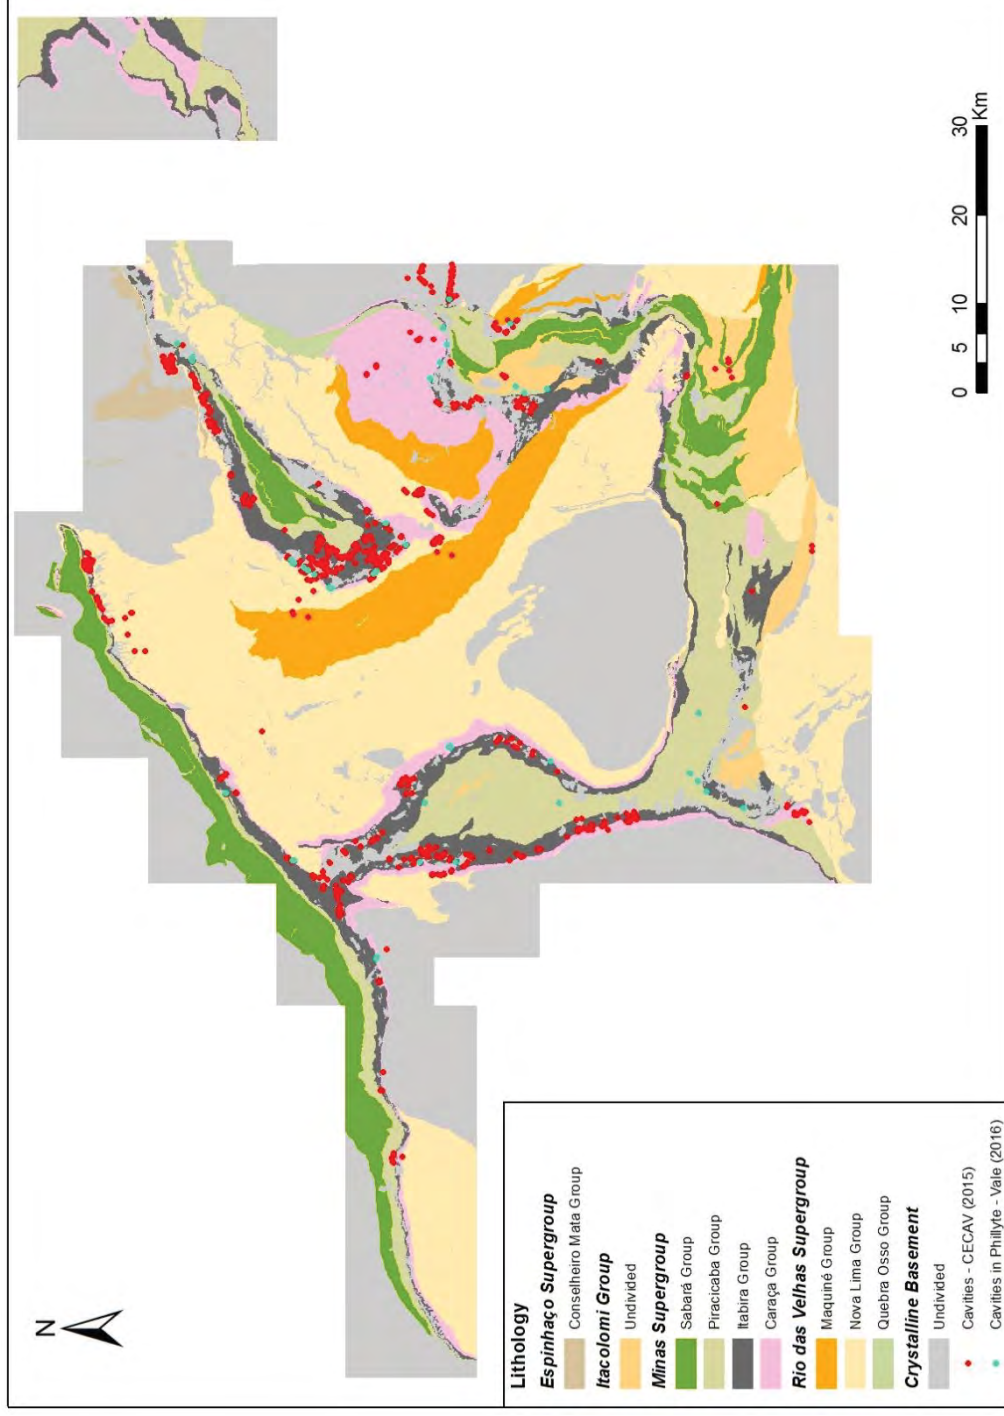 N
0 5 10 20 30
Km
Lithology
Espinhaço Supergroup
Conselheiro Mata Group
Itacolomi Group
Undivided
Minas Supergroup
Sabará Group
Piracicaba Group
Itabira Group
Caraça Group
Rio das Velhas Supergroup
Maquiné Group
Nova Lima Group
Quebra Osso Group
Crystalline Basement
Undivided
Cavities - CECAV (2015)
Cavities in Phillyte - Vale (2016)